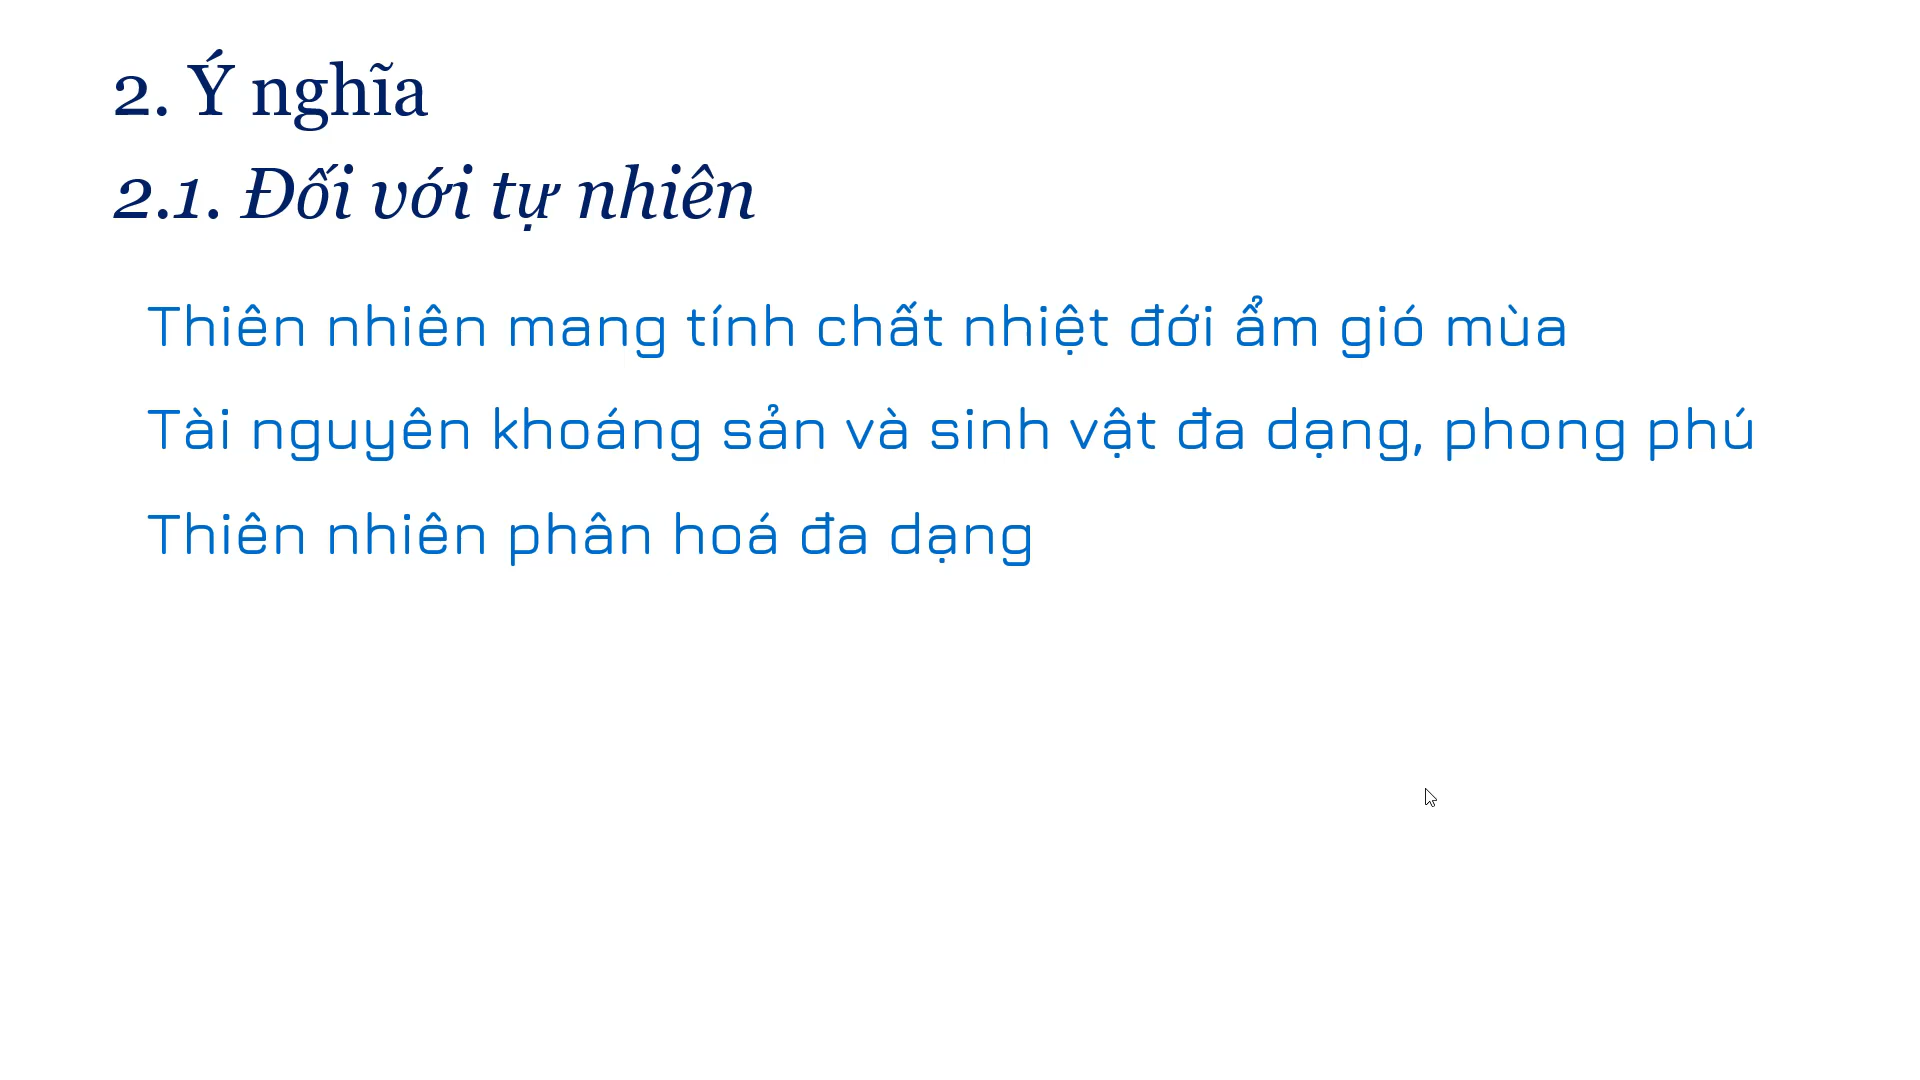 2. Ý nghĩa
2.1. Đối với tự nhiên
Thiên nhiên mang tính chất nhiệt đới ẩm gió mùa
Tài nguyên khoáng sản và sinh vật đa dạng, phong phú
Thiên nhiên phân hoá đa dạng